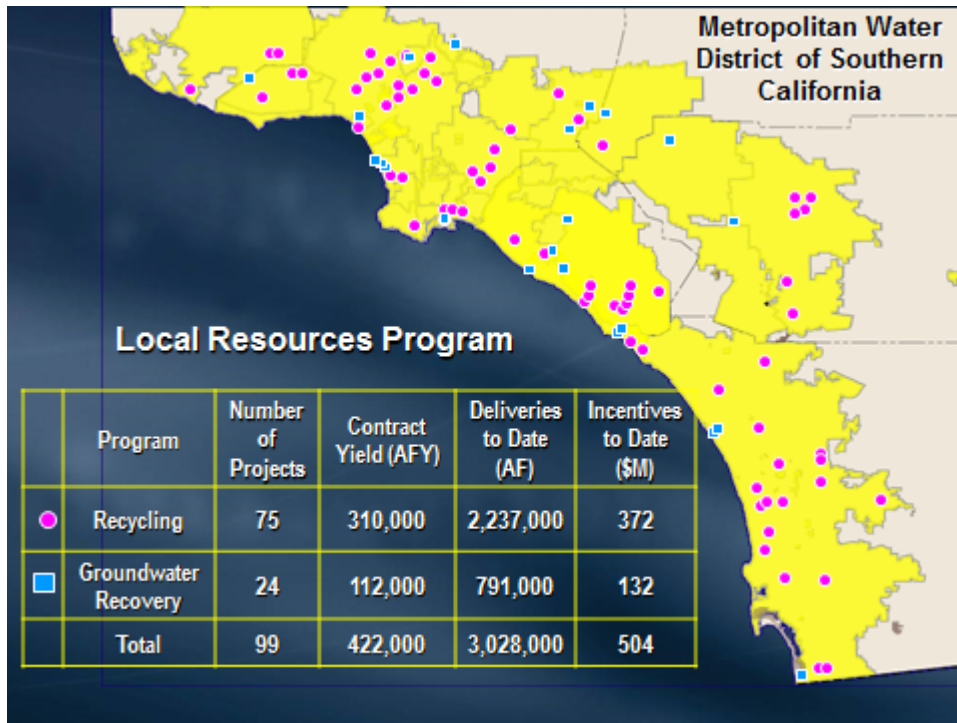 Metropolitan Water
District of Southern
California
Local Resources Program
Program
Number
of
Projects
Contract
Yield (AFY)
Deliveries
to Date
(AF)
Incentives
to Date
($M)
Recycling
75
310,000
2,237,000
372
Groundwater
Recovery
24
112,000
791,000
132
Total
99
422,000
3,028,000
504